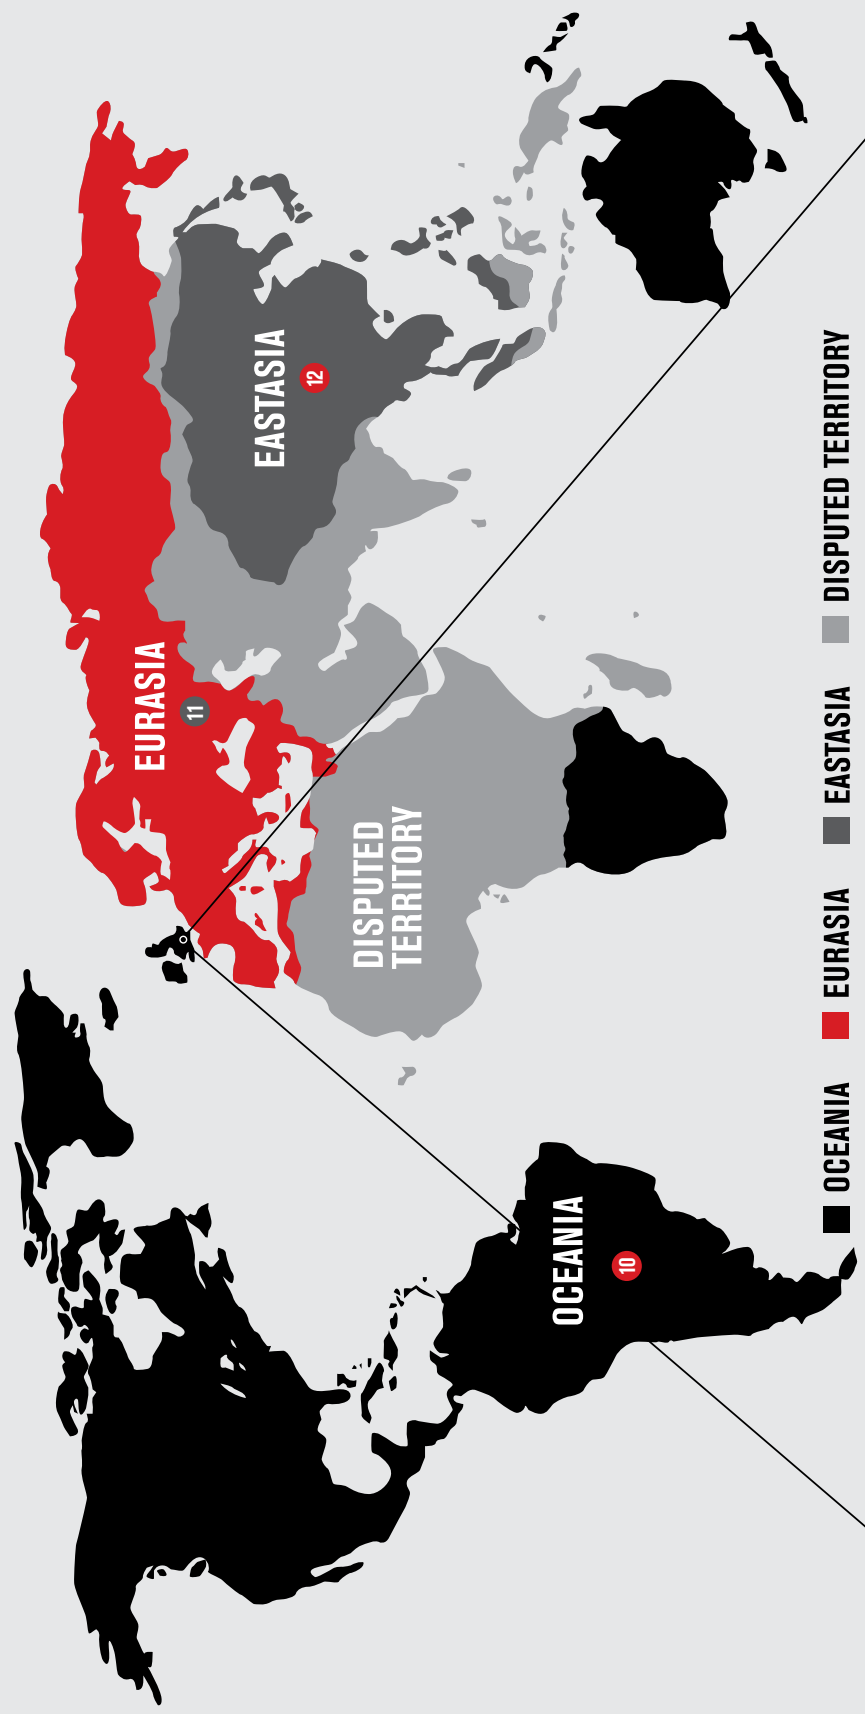 EURASIA
11
EASTASIA
12
DISPUTED
TERRITORY
OCEANIA
10
OCEANIA
EURASIA
EASTASIA
DISPUTED TERRITORY